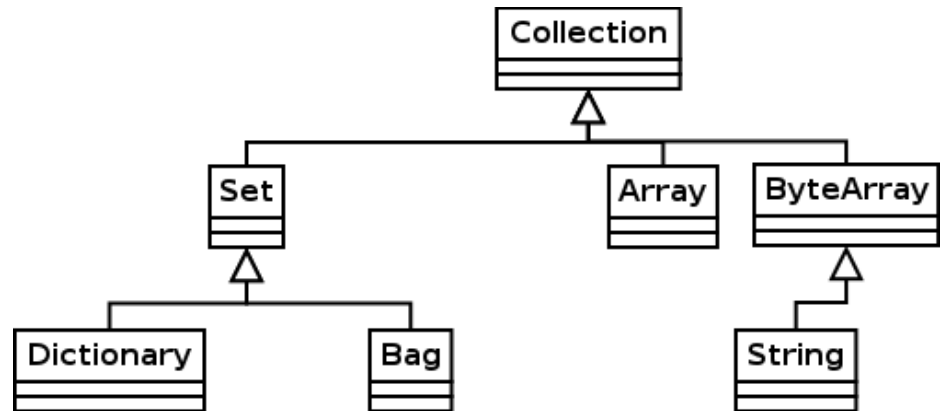 Collection
Set
Array
ByteArray
Dictionary
Bag
String